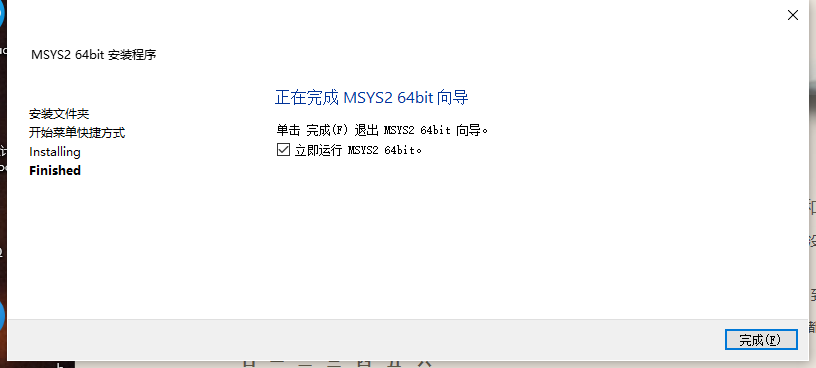 MSYS2 64bit 安装程序
正在完成 MSYS2 64bit 向导
安装文件夹
单击 完成(F) 退出 MSYS2 64bit 向导。
开始菜单快捷方式
立即运行 MSYS2 64bit。
Installing
Finished
完成(F)